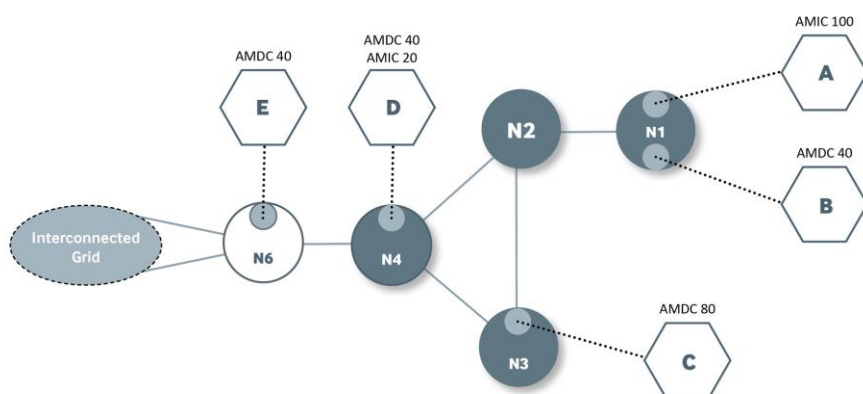 AMIC 100
AMDC 40
AMDC 40
AMIC 20
E
D
A
N2
N1
AMDC 40
B
Interconnected
Grid
N6
N4
AMDC 80
N3
C